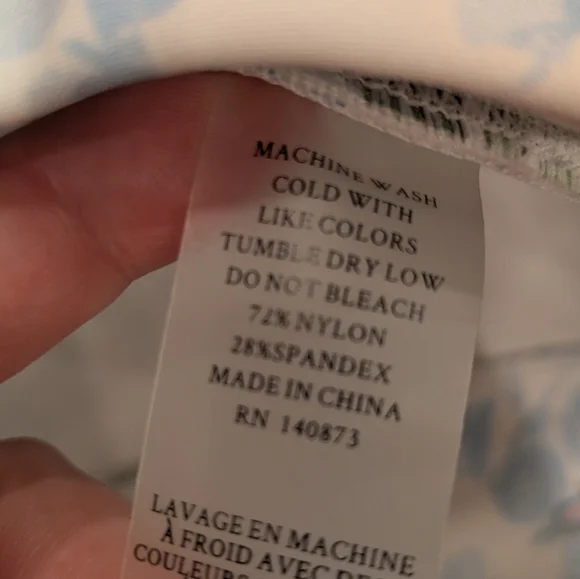 MACHINE WASH
COLD WITH
LIKE COLORS
TUMBLE DRY LOW
DO NOT BLEACH
72% NYLON
28%SPANDEX
MADE IN CHINA
RN 140873
LAVAGE EN MACHINE
À FROID AVEC DES
COULEURS